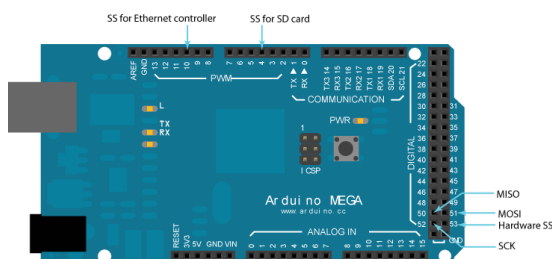 SS for Ethernet controller
SS for SD card
AREF
GND
13
12
11
10
9
8
7
6
5
4
3
2
1
0
TX
RX
TX3 14
RX3 15
TX2 16
RX2 17
TX1 18
RX1 19
SDA 20
SCL 21
PWM
COMMUNICATION
L
TX
RX
PWR
1
I CSP
DIGITAL
22
24
26
28
30 31
32 33
34 35
36 37
38 39
40 41
42 43
44 45
46 47
48 49
50 51
52 53
GND
MISO
MOSI
Hardware SS
SCK
Arduino MEGA
www.arduino.cc
RESET
3V3
5V
GND VIN
ANALOG IN
0
1
2
3
4
5
6
7
8
9
10
11
12
13
14
15